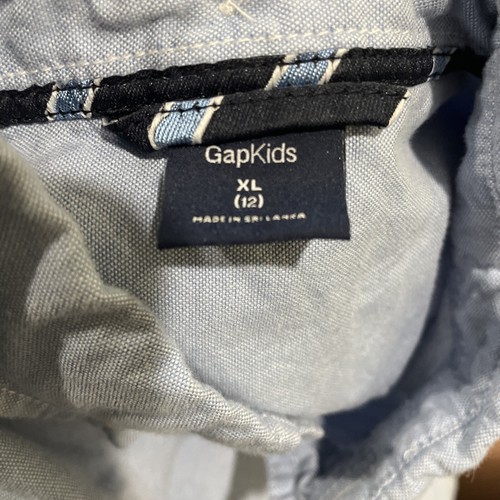 GapKids
XL
(12)
MADE IN SRI LANKA